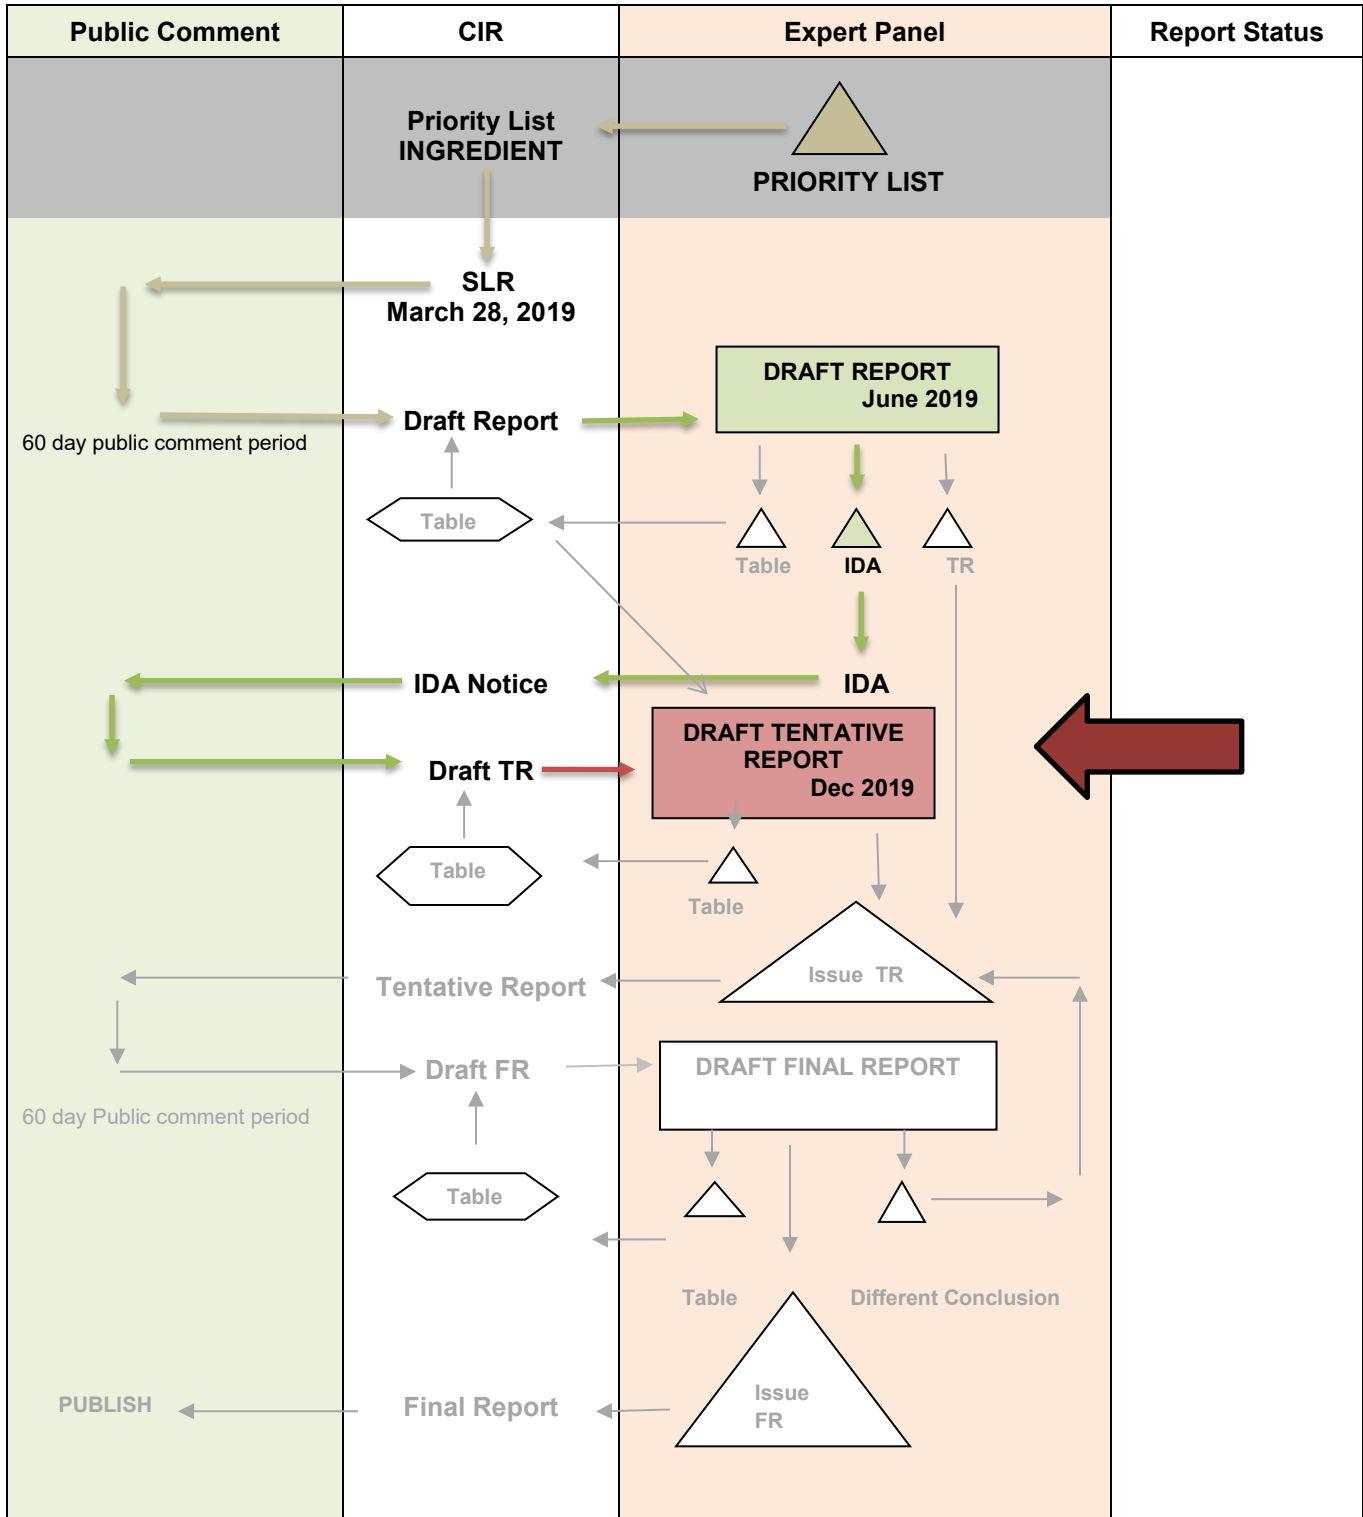 Public Comment
CIR
Expert Panel
Report Status
Priority List
INGREDIENT
PRIORITY LIST
SLR
March 28, 2019
DRAFT REPORT
June 2019
60 day public comment period
Draft Report
Table
Table
IDA
TR
IDA Notice
IDA
DRAFT TENTATIVE
REPORT
Dec 2019
Draft TR
Table
Table
Issue TR
Tentative Report
Draft FR
DRAFT FINAL REPORT
60 day Public comment period
Table
Table
Different Conclusion
Issue
FR
PUBLISH
Final Report